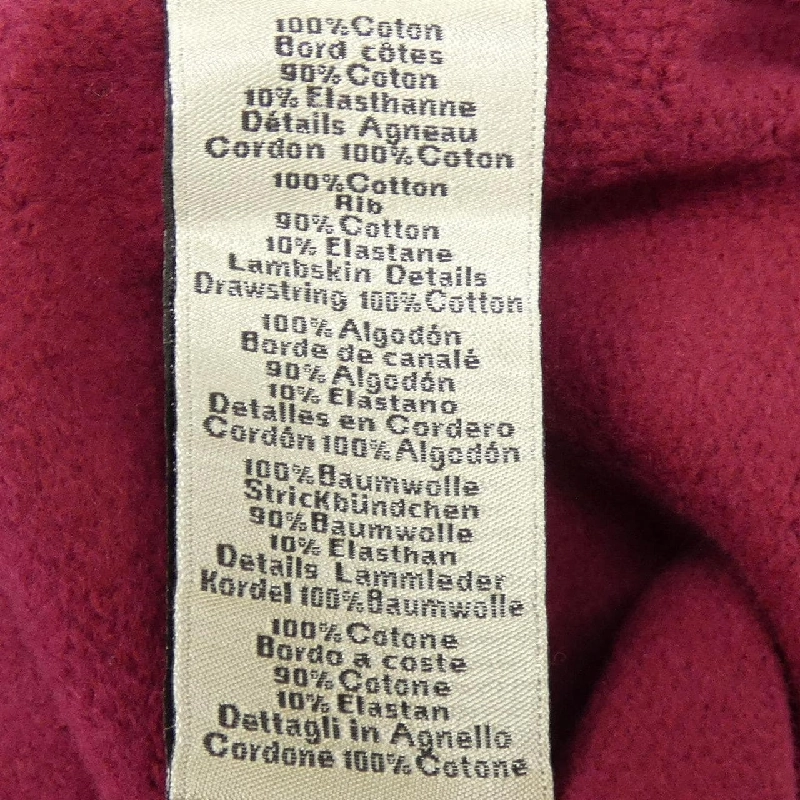 100% Coton
Bord côtes
90% Coton
10% Elasthanne
Détails Agneau
Cordon 100% Coton
100% Cotton
Rib
90% Cotton
10% Elastane
Lambskin Details
Drawstring 100% Cotton
100% Algodón
Borde de canalé
90% Algodón
10% Elastano
Detalles en Cordero
Cordón 100% Algodón
100% Baumwolle
Strickbündchen
90% Baumwolle
10% Elasthan
Details Lammleder
Kordel 100% Baumwolle
100% Cotone
Bordo a coste
90% Cotone
10% Elastan
Dettagli in Agnello
Cordone 100% Cotone